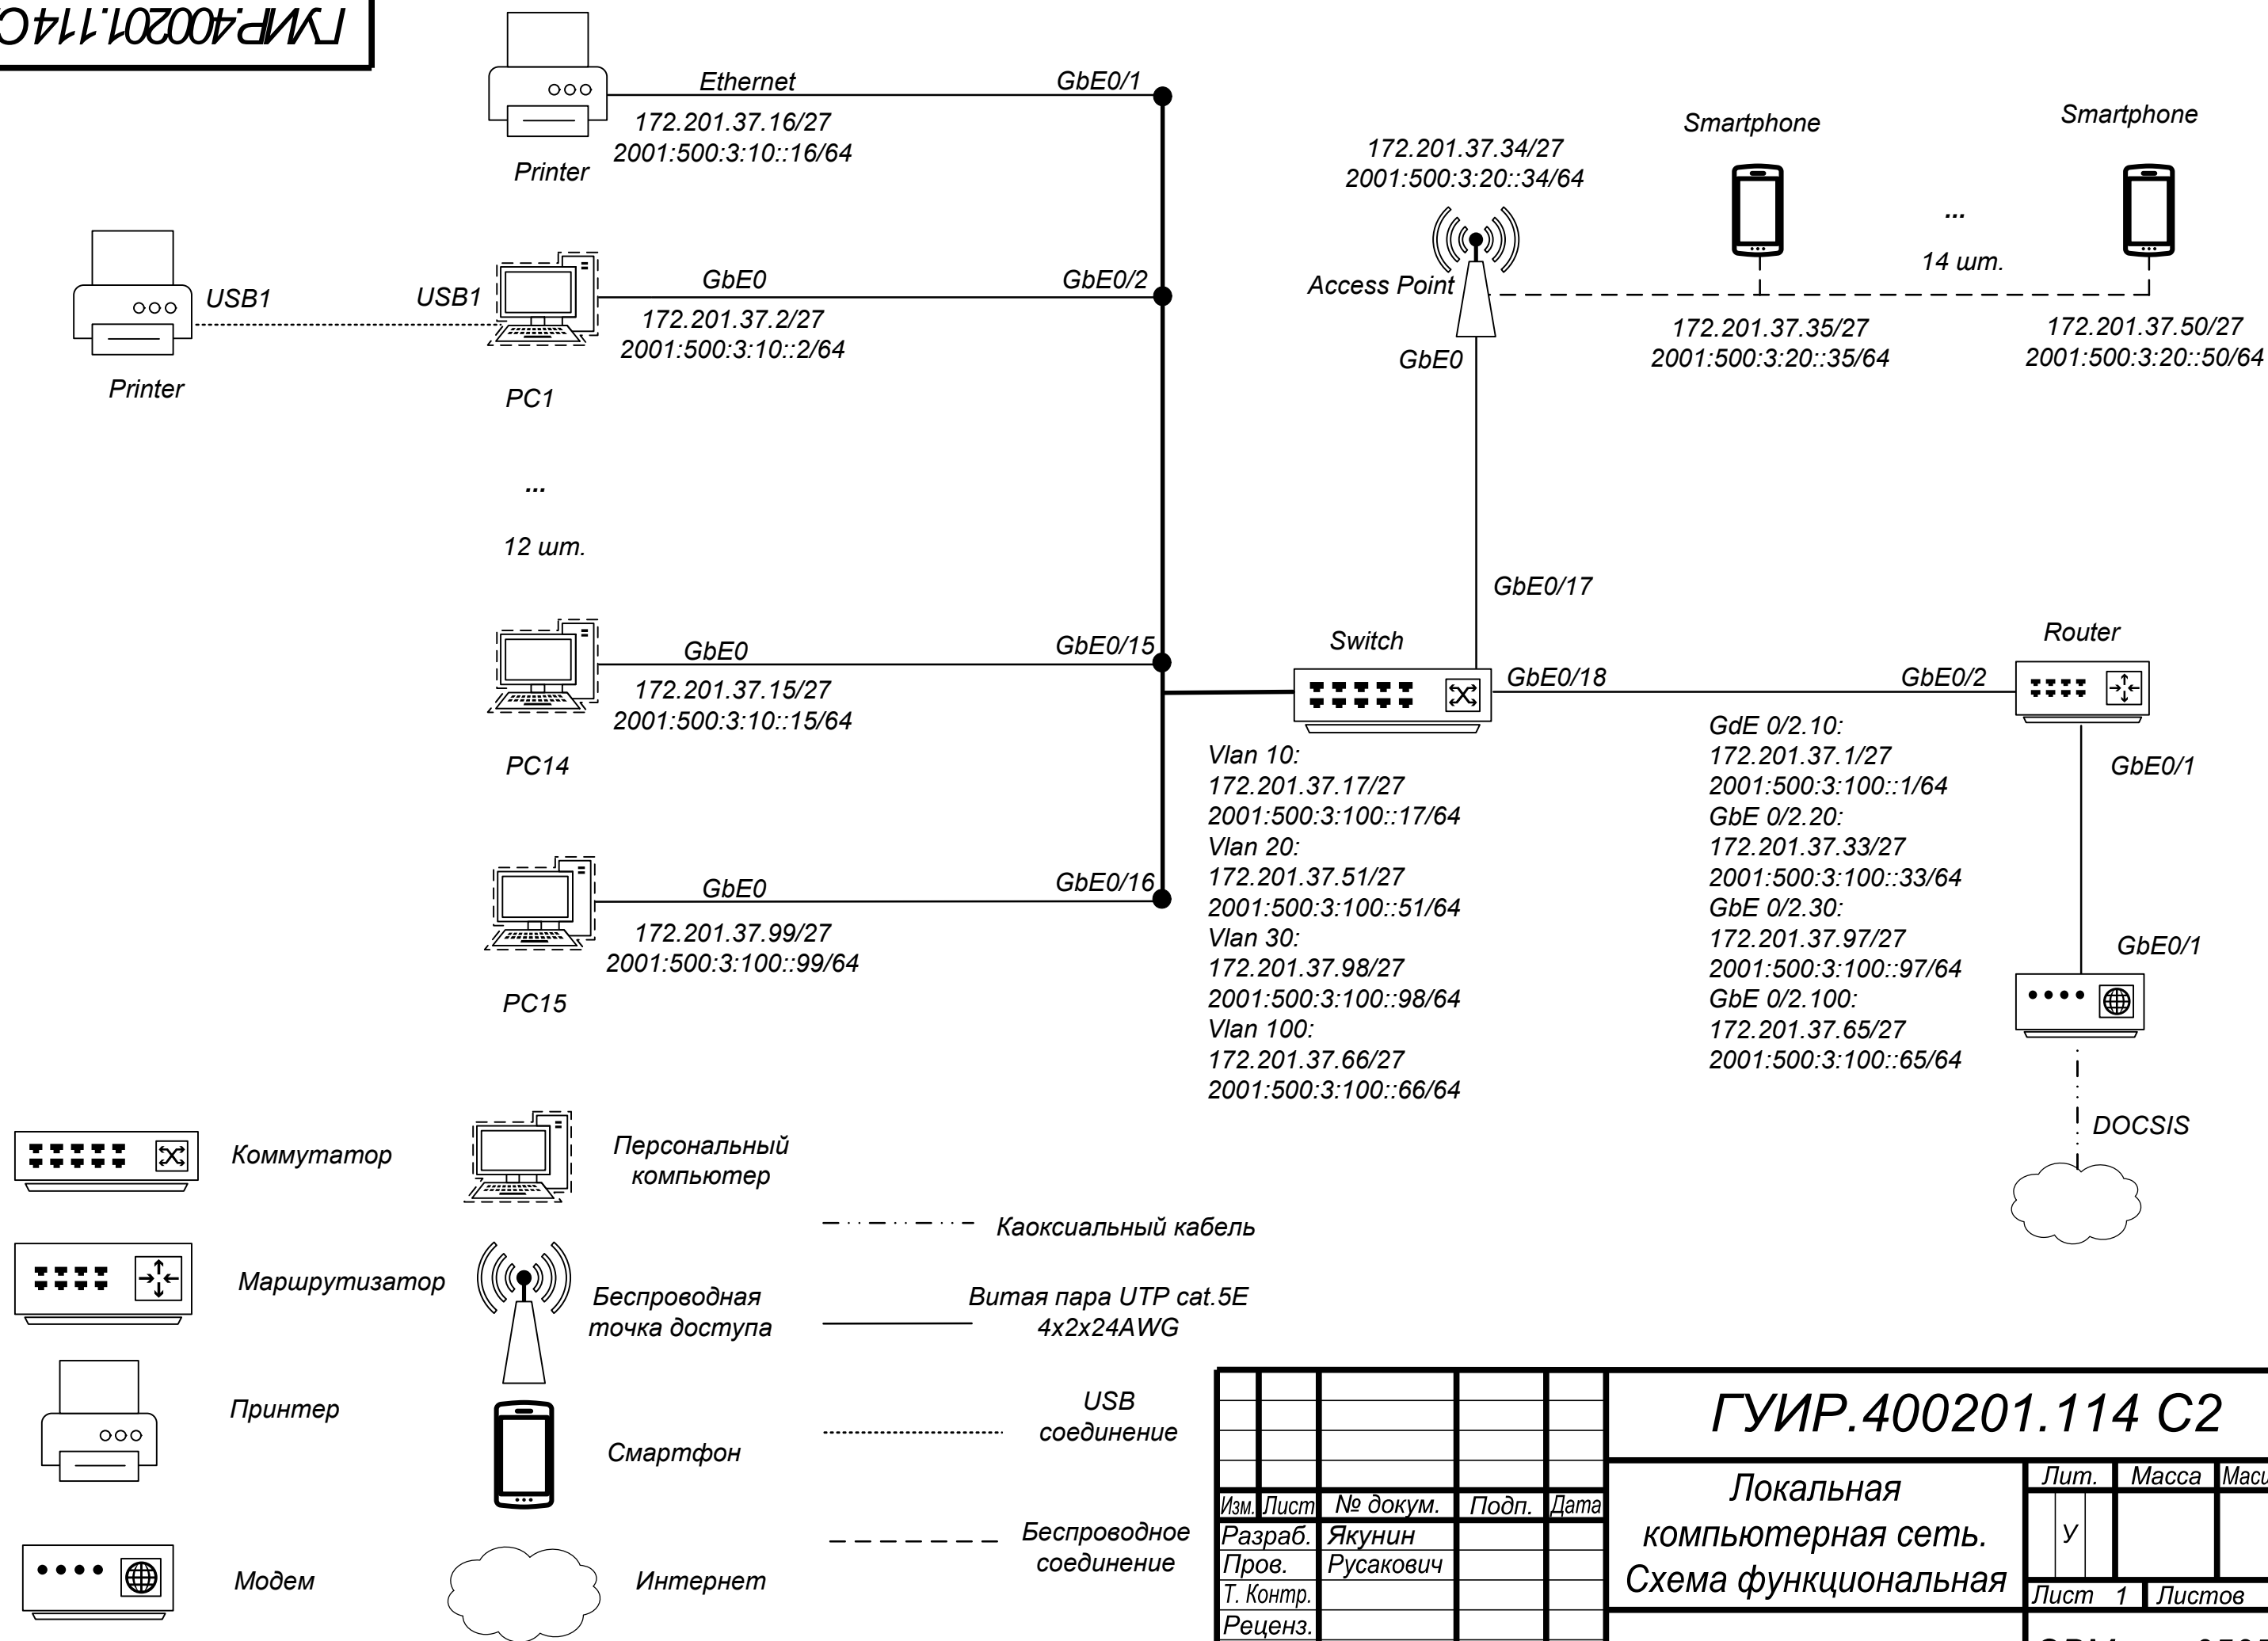 ГУИР.400201.114 С
Ethernet
GbE0/1
172.201.37.16/27
2001:500:3:10::16/64
Printer
USB1
USB1
GbE0
GbE0/2
172.201.37.2/27
2001:500:3:10::2/64
Printer
PC1
...
12 шт.
GbE0
GbE0/15
172.201.37.15/27
2001:500:3:10::15/64
PC14
GbE0
GbE0/16
172.201.37.99/27
2001:500:3:100::99/64
PC15
172.201.37.34/27
2001:500:3:20::34/64
Access Point
GbE0
Smartphone
Smartphone
...
14 шт.
172.201.37.35/27
2001:500:3:20::35/64
172.201.37.50/27
2001:500:3:20::50/64
GbE0/17
Switch
GbE0/18
GbE0/2
Router
Vlan 10:
172.201.37.17/27
2001:500:3:100::17/64
Vlan 20:
172.201.37.51/27
2001:500:3:100::51/64
Vlan 30:
172.201.37.98/27
2001:500:3:100::98/64
Vlan 100:
172.201.37.66/27
2001:500:3:100::66/64
GdE 0/2.10:
172.201.37.1/27
2001:500:3:100::1/64
GbE 0/2.20:
172.201.37.33/27
2001:500:3:100::33/64
GbE 0/2.30:
172.201.37.97/27
2001:500:3:100::97/64
GbE 0/2.100:
172.201.37.65/27
2001:500:3:100::65/64
GbE0/1
GbE0/1
DOCSIS
Коммутатор
Маршрутизатор
Принтер
Модем
Персональный
компьютер
Беспроводная
точка доступа
Смартфон
Интернет
Каоксиальный кабель
Витая пара UTP cat.5E
4x2x24AWG
USB
соединение
Беспроводное
соединение
ГУИР.400201.114 С2
Локальная
компьютерная сеть.
Схема функциональная
Лит. Масса
У
Лист 1 Листов
Изм. Лист № докум. Подп. Дата
Разраб. Якунин
Пров. Русакович
Т. Контр.
Реценз.